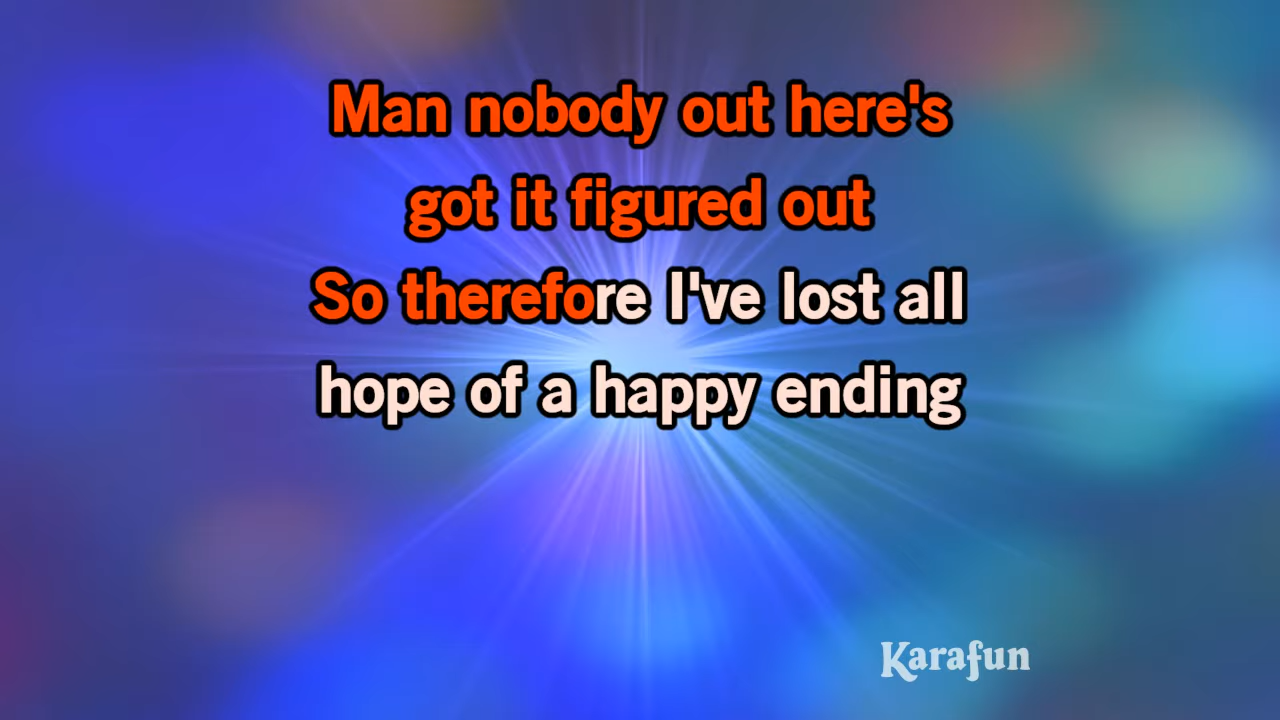 Man nobody out here's
got it figured out
So therefore I've lost all
hope of a happy ending
Karafun